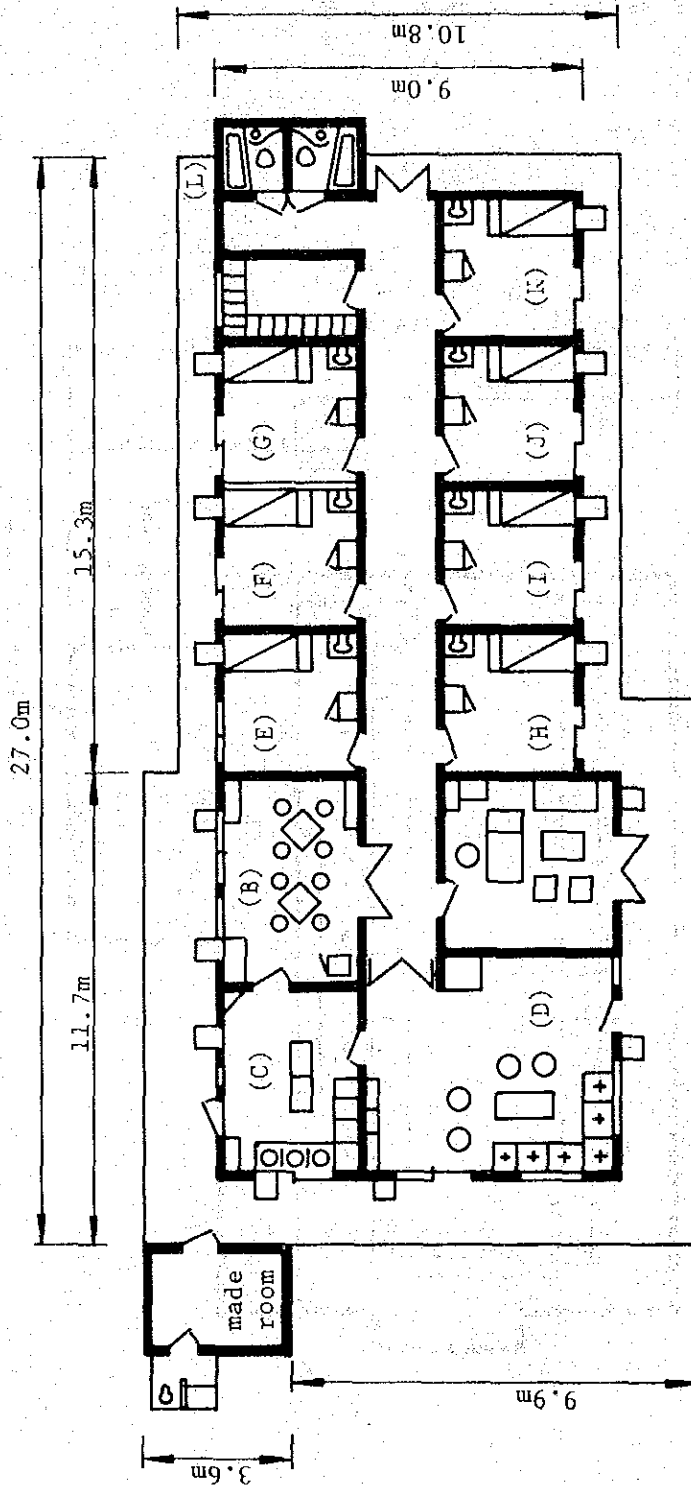 27.0m
11.7m
15.3m
3.6m
9.9m
9.0m
10.8m
made
room
(C)
(B)
(E)
(F)
(G)
(L)
(D)
(H)
(I)
(J)
(K)